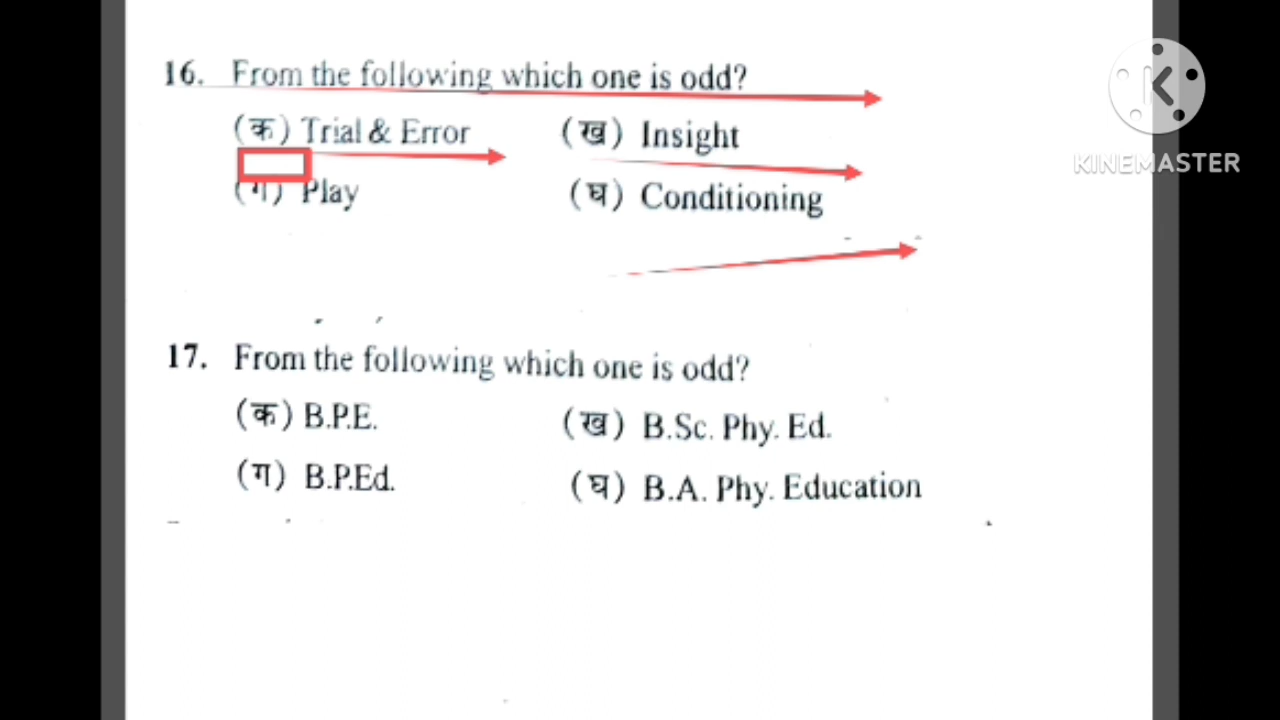 16. From the following which one is odd?
(क) Trial & Error (ख) Insight
(ग) Play (घ) Conditioning
17. From the following which one is odd?
(क) B.P.E. (ख) B.Sc. Phy. Ed.
(ग) B.P.Ed. (घ) B.A. Phy. Education
KINEMASTER